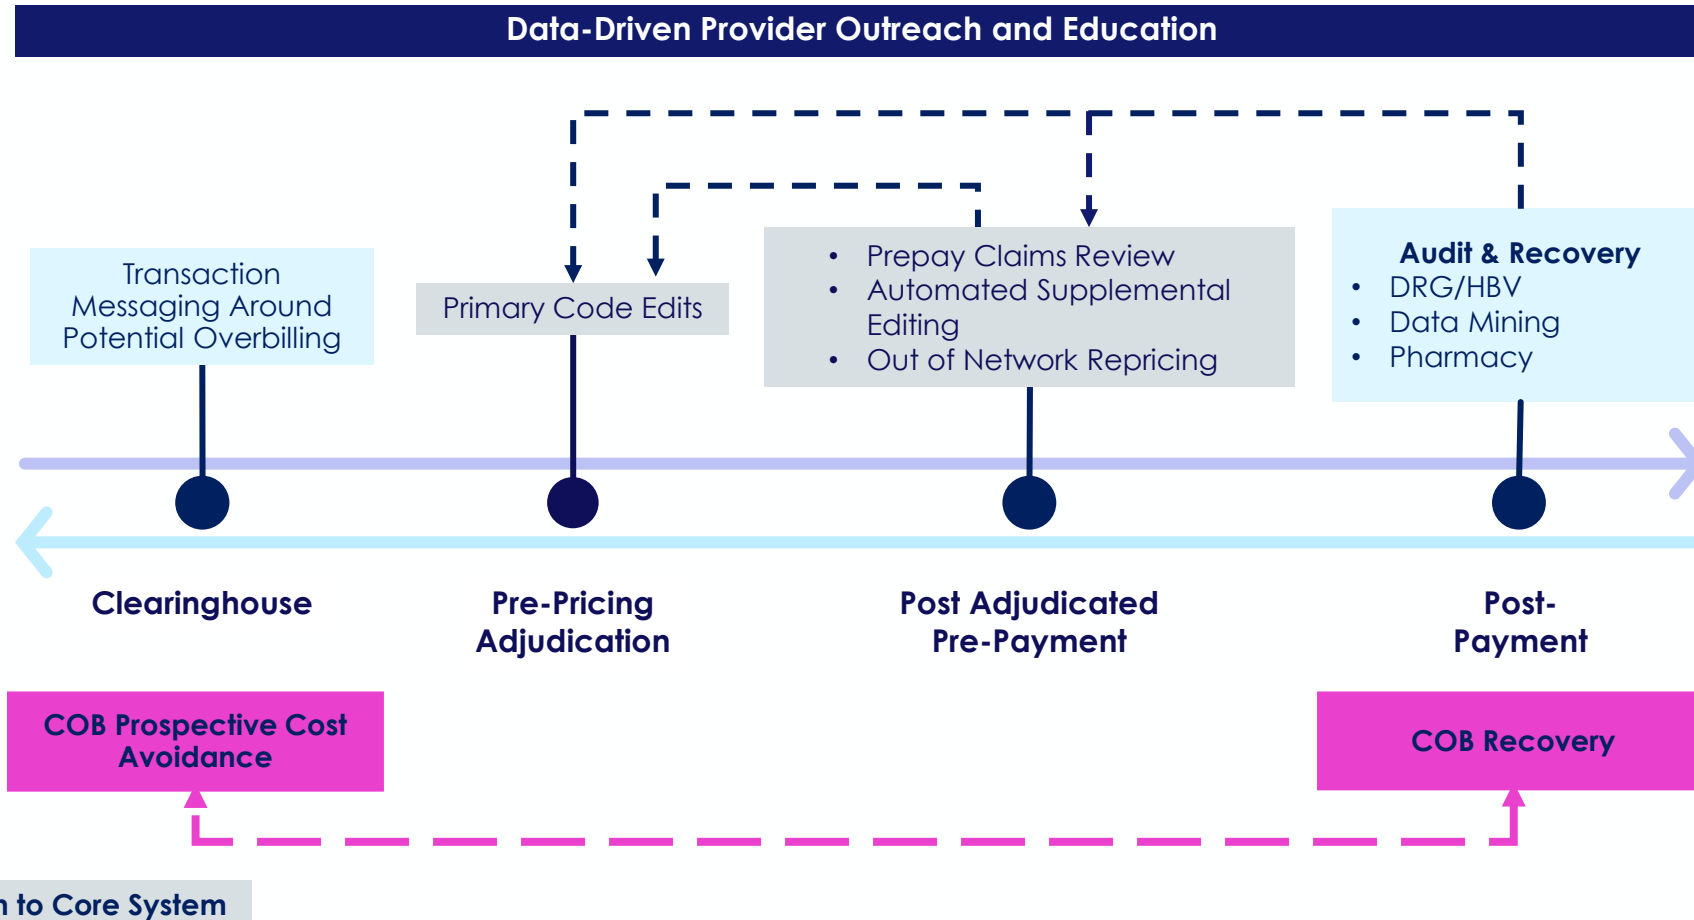 Data-Driven Provider Outreach and Education
Transaction
Messaging Around
Potential Overbilling
Primary Code Edits
• Prepay Claims Review
• Automated Supplemental
Editing
• Out of Network Repricing
Audit & Recovery
• DRG/HBV
• Data Mining
• Pharmacy
Clearinghouse
Pre-Pricing
Adjudication
Post Adjudicated
Pre-Payment
Post-
Payment
COB Prospective Cost
Avoidance
COB Recovery
to Core System